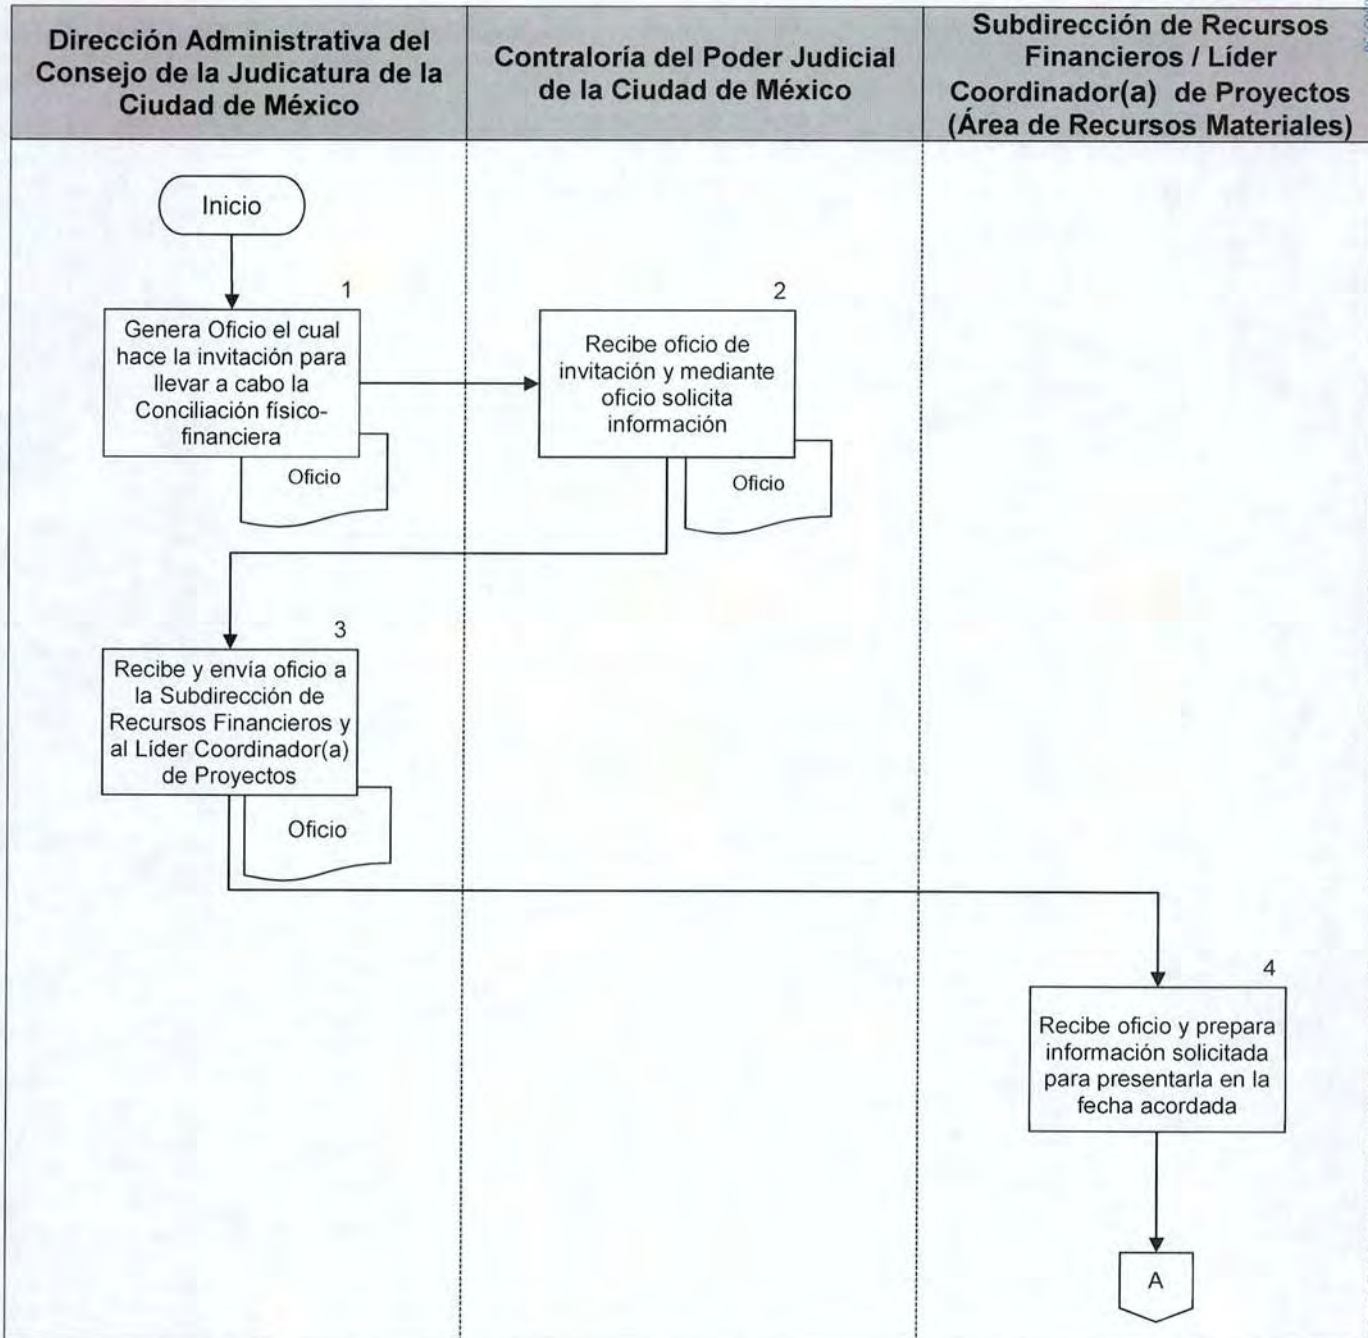 Dirección Administrativa del
Consejo de la Judicatura de la
Ciudad de México
Contraloría del Poder Judicial
de la Ciudad de México
Subdirección de Recursos
Financieros / Líder
Coordinador(a) de Proyectos
(Área de Recursos Materiales)
Inicio
1
Genera Oficio el cual
hace la invitación para
llevar a cabo la
Conciliación físico-
financiera
Oficio
2
Recibe oficio de
invitación y mediante
oficio solicita
información
Oficio
3
Recibe y envía oficio a
la Subdirección de
Recursos Financieros y
al Líder Coordinador(a)
de Proyectos
Oficio
4
Recibe oficio y prepara
información solicitada
para presentarla en la
fecha acordada
A